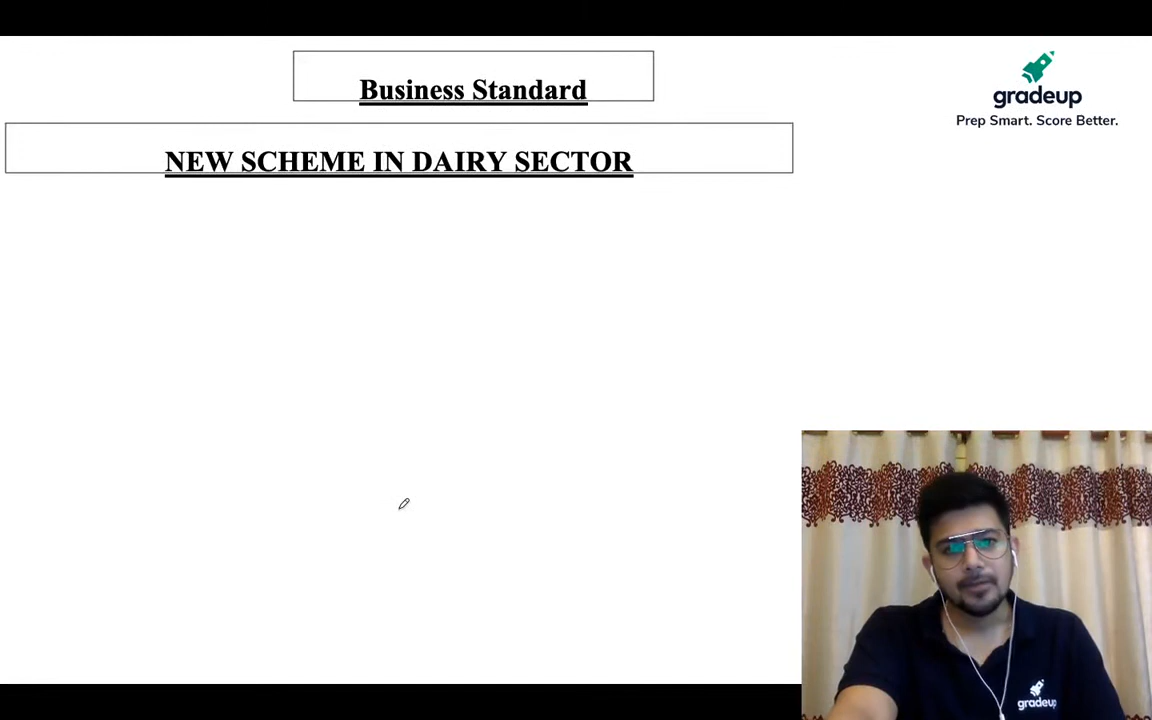 Business Standard
gradeup
Prep Smart. Score Better.
NEW SCHEME IN DAIRY SECTOR
gradeup